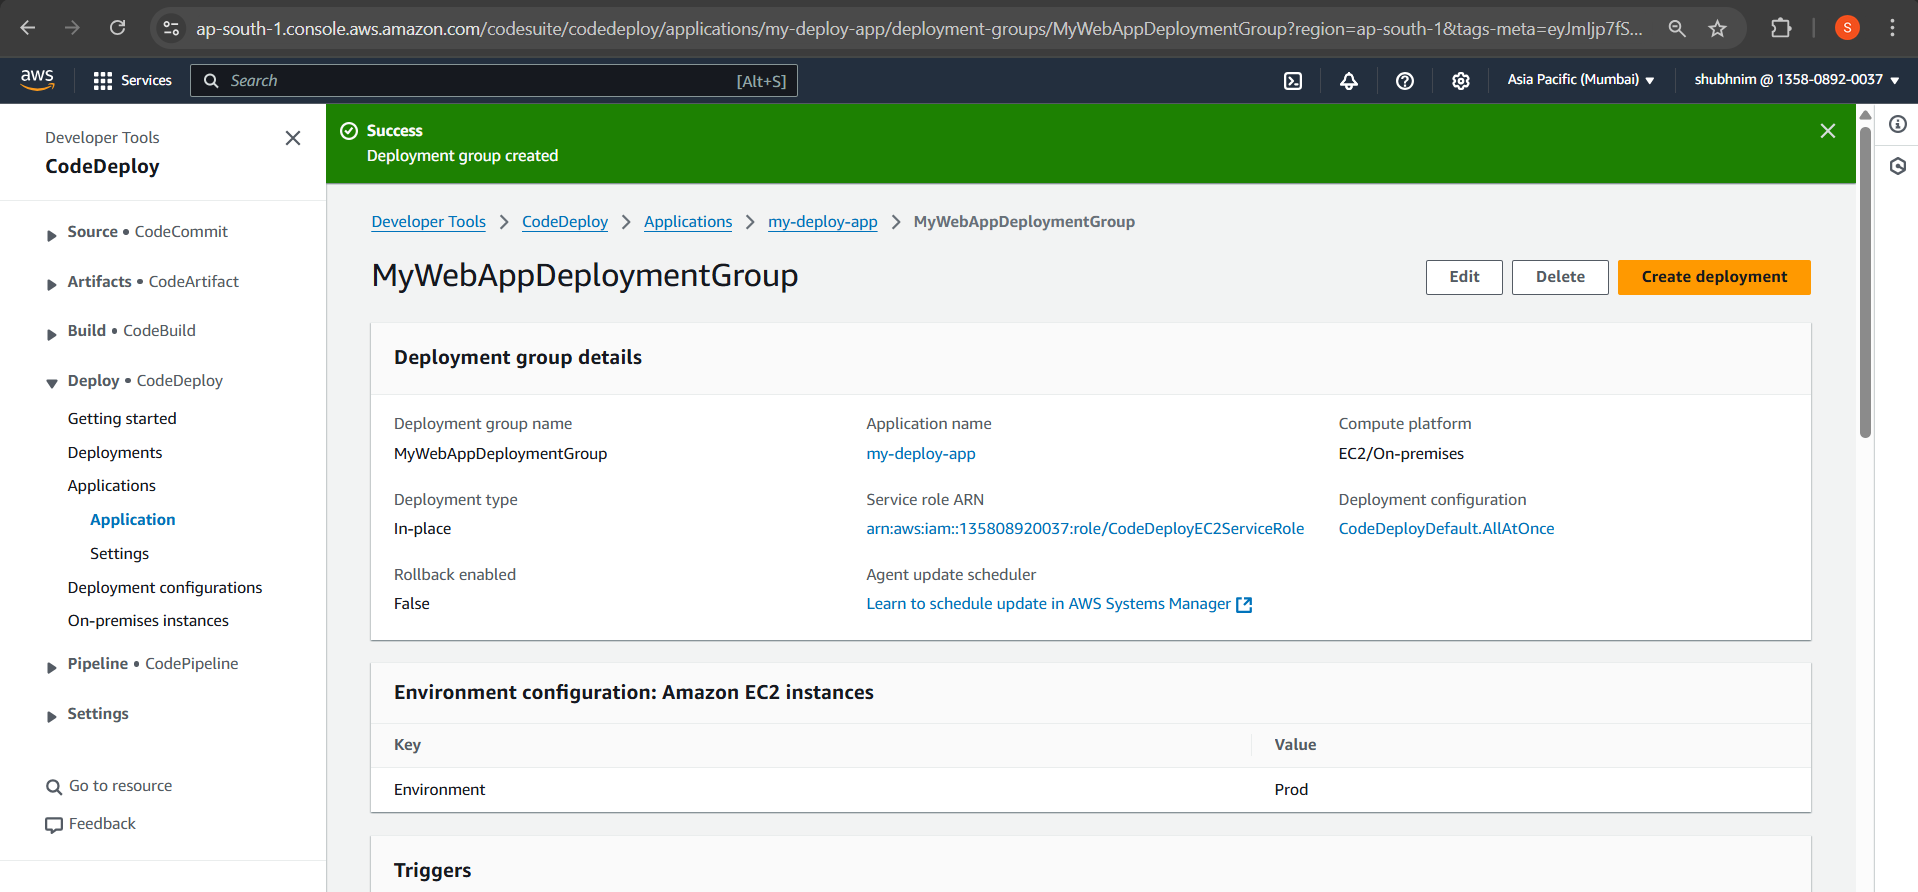 ap-south-1.console.aws.amazon.com/codesuite/codedeploy/applications/my-deploy-app/deployment-groups/MyWebAppDeploymentGroup?region=ap-south-1&tags-meta=eyJmIjp7fS...
S
aws
Services
Search
[Alt+S]
Asia Pacific (Mumbai)
shubhnim @ 1358-0892-0037
Developer Tools
CodeDeploy
Source • CodeCommit
Artifacts • CodeArtifact
Build • CodeBuild
Deploy • CodeDeploy
Getting started
Deployments
Applications
Application
Settings
Deployment configurations
On-premises instances
Pipeline • CodePipeline
Settings
Go to resource
Feedback
Success
Deployment group created
Developer Tools > CodeDeploy > Applications > my-deploy-app > MyWebAppDeploymentGroup
MyWebAppDeploymentGroup
Edit
Delete
Create deployment
Deployment group details
Deployment group name
MyWebAppDeploymentGroup
Application name
my-deploy-app
Compute platform
EC2/On-premises
Deployment type
In-place
Service role ARN
arn:aws:iam::135808920037:role/CodeDeployEC2ServiceRole
Deployment configuration
CodeDeployDefault.AllAtOnce
Rollback enabled
False
Agent update scheduler
Learn to schedule update in AWS Systems Manager
Environment configuration: Amazon EC2 instances
Key
Value
Environment
Prod
Triggers